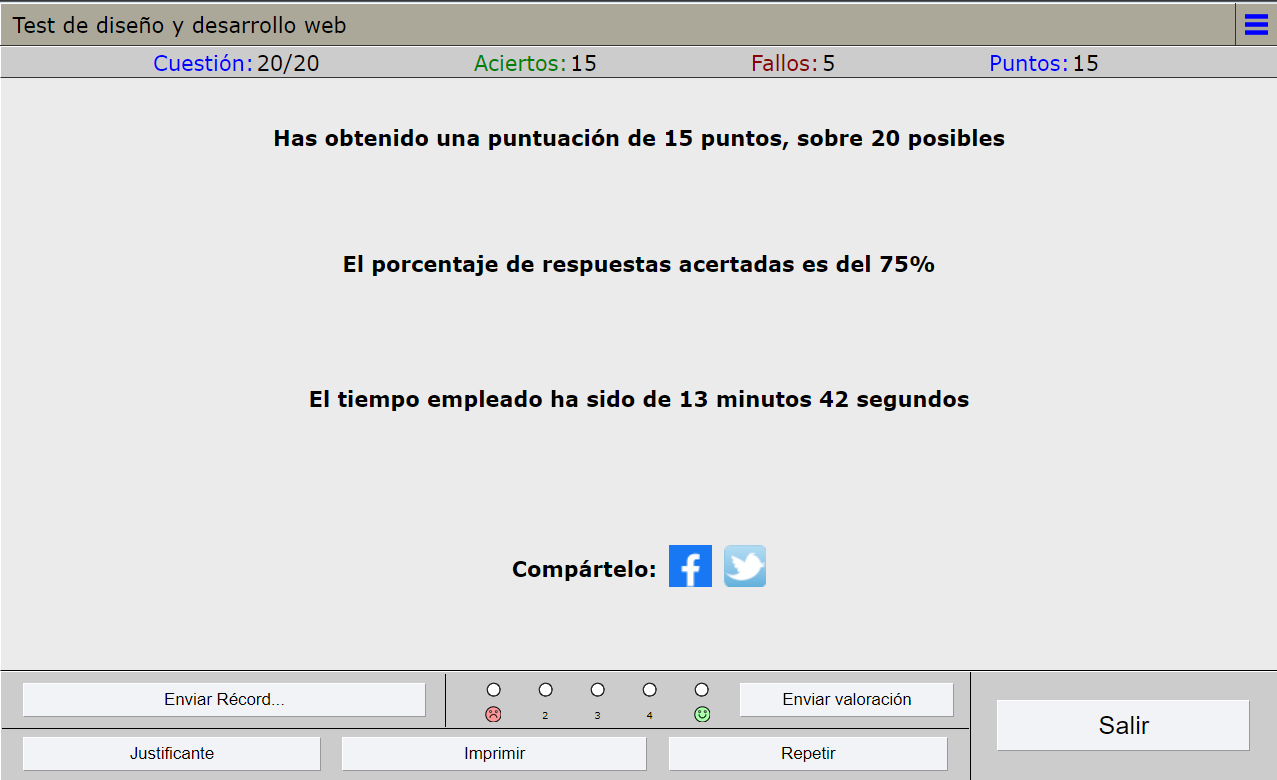 Test de diseño y desarrollo web
Cuestión: 20/20 Aciertos: 15 Fallos: 5 Puntos: 15
Has obtenido una puntuación de 15 puntos, sobre 20 posibles
El porcentaje de respuestas acertadas es del 75%
El tiempo empleado ha sido de 13 minutos 42 segundos
Compártelo:
Enviar Récord...
2 3 4
Enviar valoración
Justificante
Imprimir
Repetir
Salir